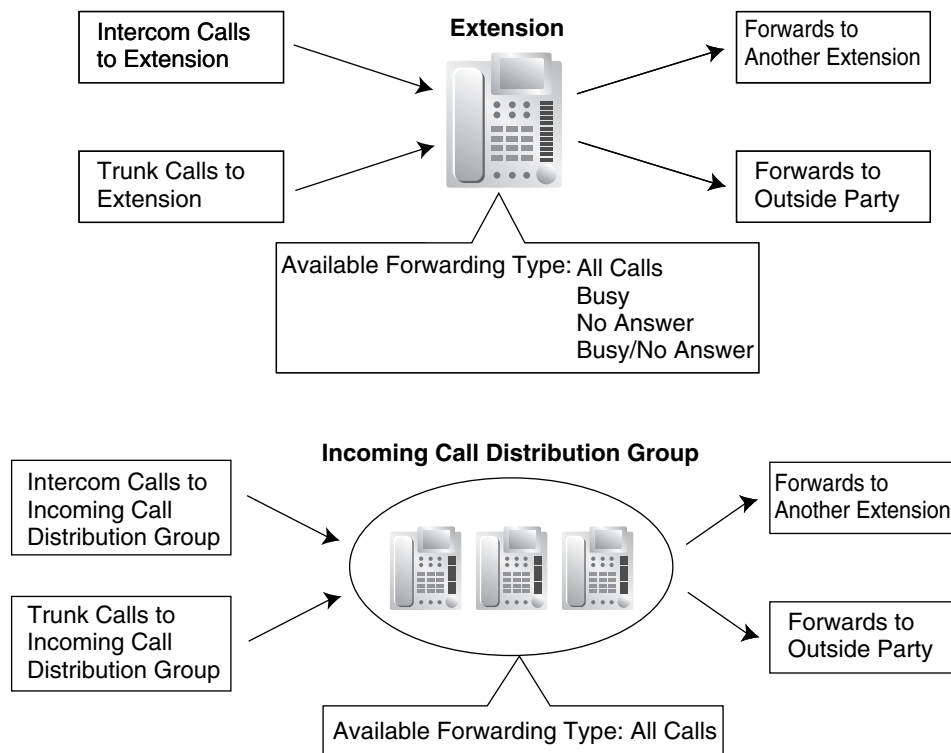 Intercom Calls
to Extension
Extension
Forwards to
Another Extension
Trunk Calls to
Extension
Forwards to
Outside Party
Available Forwarding Type: All Calls
Busy
No Answer
Busy/No Answer
Incoming Call Distribution Group
Intercom Calls to
Incoming Call
Distribution Group
Forwards to
Another Extension
Trunk Calls to
Incoming Call
Distribution Group
Forwards to
Outside Party
Available Forwarding Type: All Calls